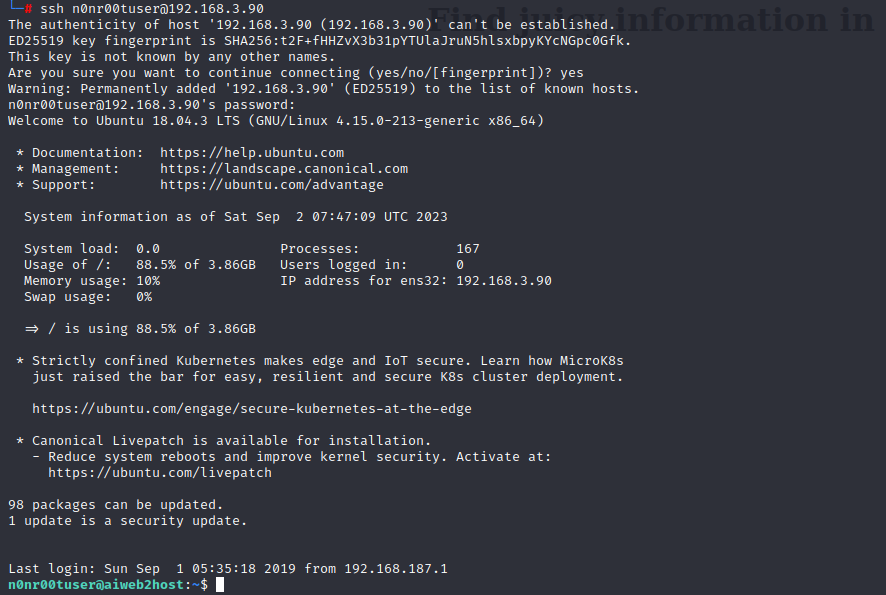 Find juicy information in
└─# ssh n0nr00tuser@192.168.3.90
The authenticity of host '192.168.3.90 (192.168.3.90)' can't be established.
ED25519 key fingerprint is SHA256:t2F+fHHZvX3b31pYTUlaJruN5hlsxbpyKYcNGpc0Gfk.
This key is not known by any other names.
Are you sure you want to continue connecting (yes/no/[fingerprint])? yes
Warning: Permanently added '192.168.3.90' (ED25519) to the list of known hosts.
n0nr00tuser@192.168.3.90's password:
Welcome to Ubuntu 18.04.3 LTS (GNU/Linux 4.15.0-213-generic x86_64)
* Documentation:  https://help.ubuntu.com
* Management:     https://landscape.canonical.com
* Support:        https://ubuntu.com/advantage
System information as of Sat Sep  2 07:47:09 UTC 2023
System load:  0.0               Processes:            167
Usage of /:   88.5% of 3.86GB   Users logged in:      0
Memory usage: 10%               IP address for ens32: 192.168.3.90
Swap usage:   0%
=> / is using 88.5% of 3.86GB
* Strictly confined Kubernetes makes edge and IoT secure. Learn how MicroK8s
just raised the bar for easy, resilient and secure K8s cluster deployment.
https://ubuntu.com/engage/secure-kubernetes-at-the-edge
* Canonical Livepatch is available for installation.
- Reduce system reboots and improve kernel security. Activate at:
https://ubuntu.com/livepatch
98 packages can be updated.
1 update is a security update.
Last login: Sun Sep  1 05:35:18 2019 from 192.168.187.1
n0nr00tuser@aiweb2host:~$